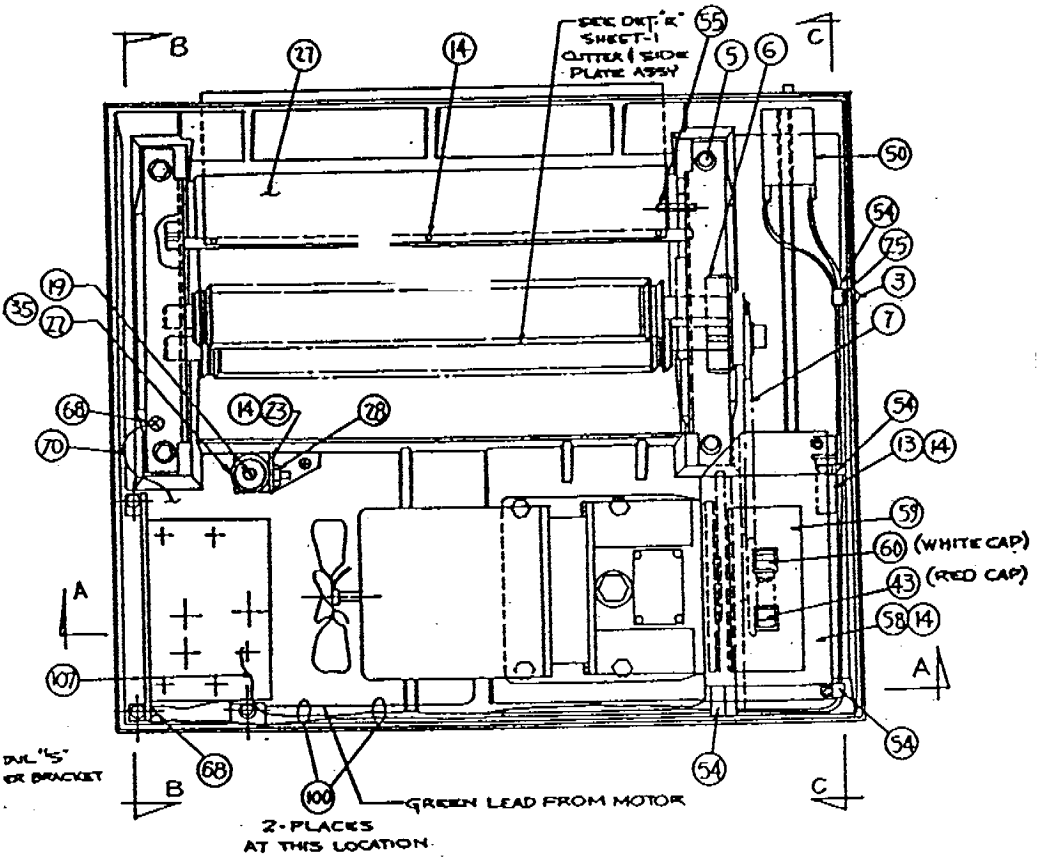 B
27
14
SEE DET. "K"
SHEET-1
CUTTER & SIDE
PLATE ASSY
55
5
6
C
50
54
25
3
7
19
35
27
68
70
14
23
28
54
13
14
59
60
(WHITE CAP)
43
(RED CAP)
58
14
A
A
107
68
"S"
ER BRACKET
B
100
2-PLACES
AT THIS LOCATION
GREEN LEAD FROM MOTOR
54
54
C